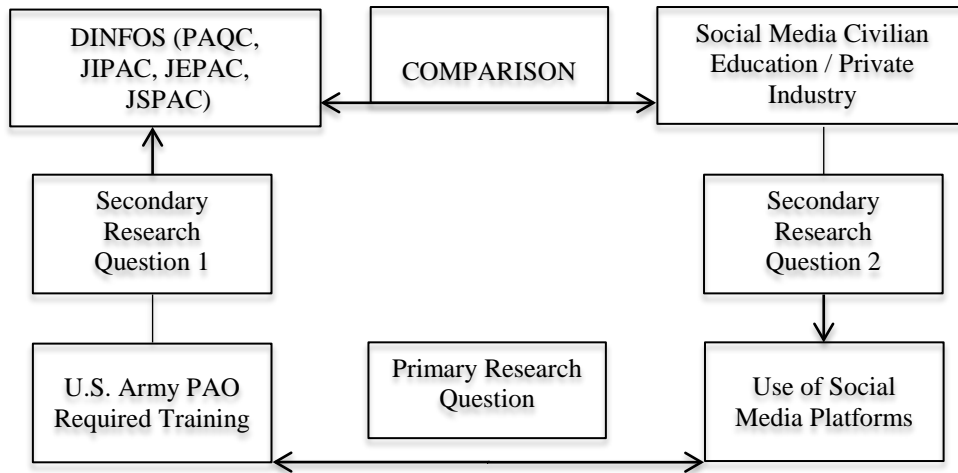 DINFOS (PAQC,
JIPAC, JEPAC,
JSPAC)
COMPARISON
Social Media Civilian
Education / Private
Industry
Secondary
Research
Question 1
Secondary
Research
Question 2
U.S. Army PAO
Required Training
Primary Research
Question
Use of Social
Media Platforms